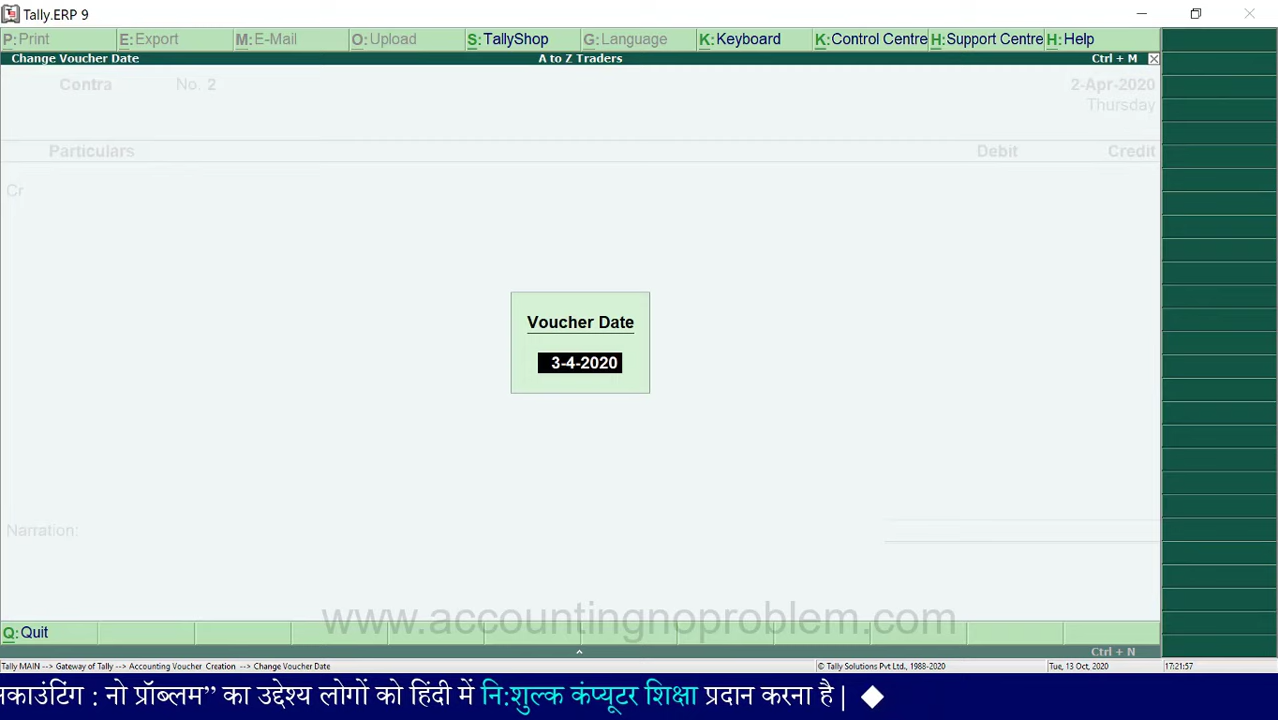 Tally.ERP 9
P: Print E: Export M: E-Mail O: Upload S: TallyShop G: Language K: Keyboard K: Control Centre H: Support Centre H: Help
Change Voucher Date A to Z Traders Ctrl + M
Contra No. 2 2-Apr-2020
Thursday
Particulars Debit Credit
Cr
Voucher Date
3-4-2020
Narration:
www.accountingnoproblem.com
Q: Quit
Ctrl + N
Tally MAIN --> Gateway of Tally --> Accounting Voucher Creation --> Change Voucher Date © Tally Solutions Pvt Ltd., 1988-2020 Tue, 13 Oct, 2020 17:21:57
काउंटिंग : नो प्रॉब्लम” का उद्देश्य लोगों को हिंदी में नि:शुल्क कंप्यूटर शिक्षा प्रदान करना है |